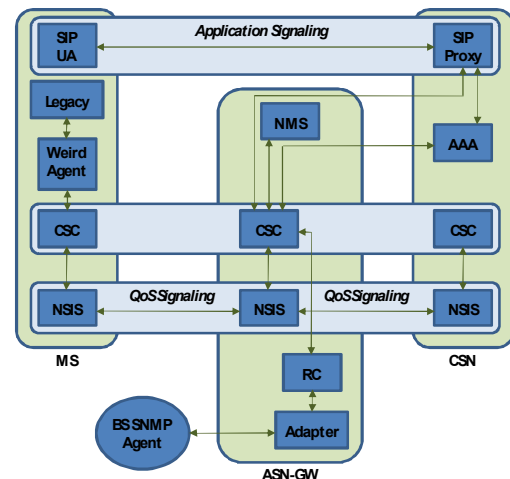 SIP
UA
Application Signaling
SIP
Proxy
Legacy
NMS
Weird
Agent
AAA
CSC
CSC
CSC
QoSSignaling
QoSSignaling
NSIS
NSIS
NSIS
MS
CSN
RC
BSSNMP
Agent
Adapter
ASN-GW